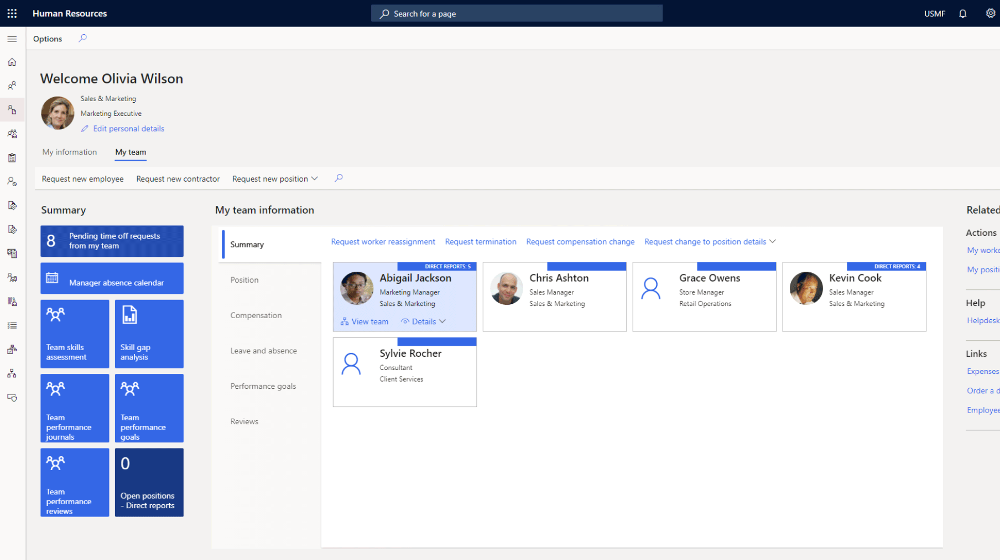 Human Resources
Search for a page
USMF
Options
Welcome Olivia Wilson
Sales & Marketing
Marketing Executive
Edit personal details
My information
My team
Request new employee
Request new contractor
Request new position
Summary
8
Pending time off requests
from my team
Manager absence calendar
Team skills
assessment
Skill gap
analysis
Team
performance
journals
Team
performance
goals
Team
performance
reviews
0
Open positions
- Direct reports
My team information
Summary
Position
Compensation
Leave and absence
Performance goals
Reviews
Request worker reassignment
Request termination
Request compensation change
Request change to position details
DIRECT REPORTS: 5
Abigail Jackson
Marketing Manager
Sales & Marketing
View team
Details
Chris Ashton
Sales Manager
Sales & Marketing
Grace Owens
Store Manager
Retail Operations
DIRECT REPORTS: 4
Kevin Cook
Sales Manager
Sales & Marketing
Sylvie Rocher
Consultant
Client Services
Related
Actions
My worke
My positi
Help
Helpdesk
Links
Expenses
Order a d
Employee